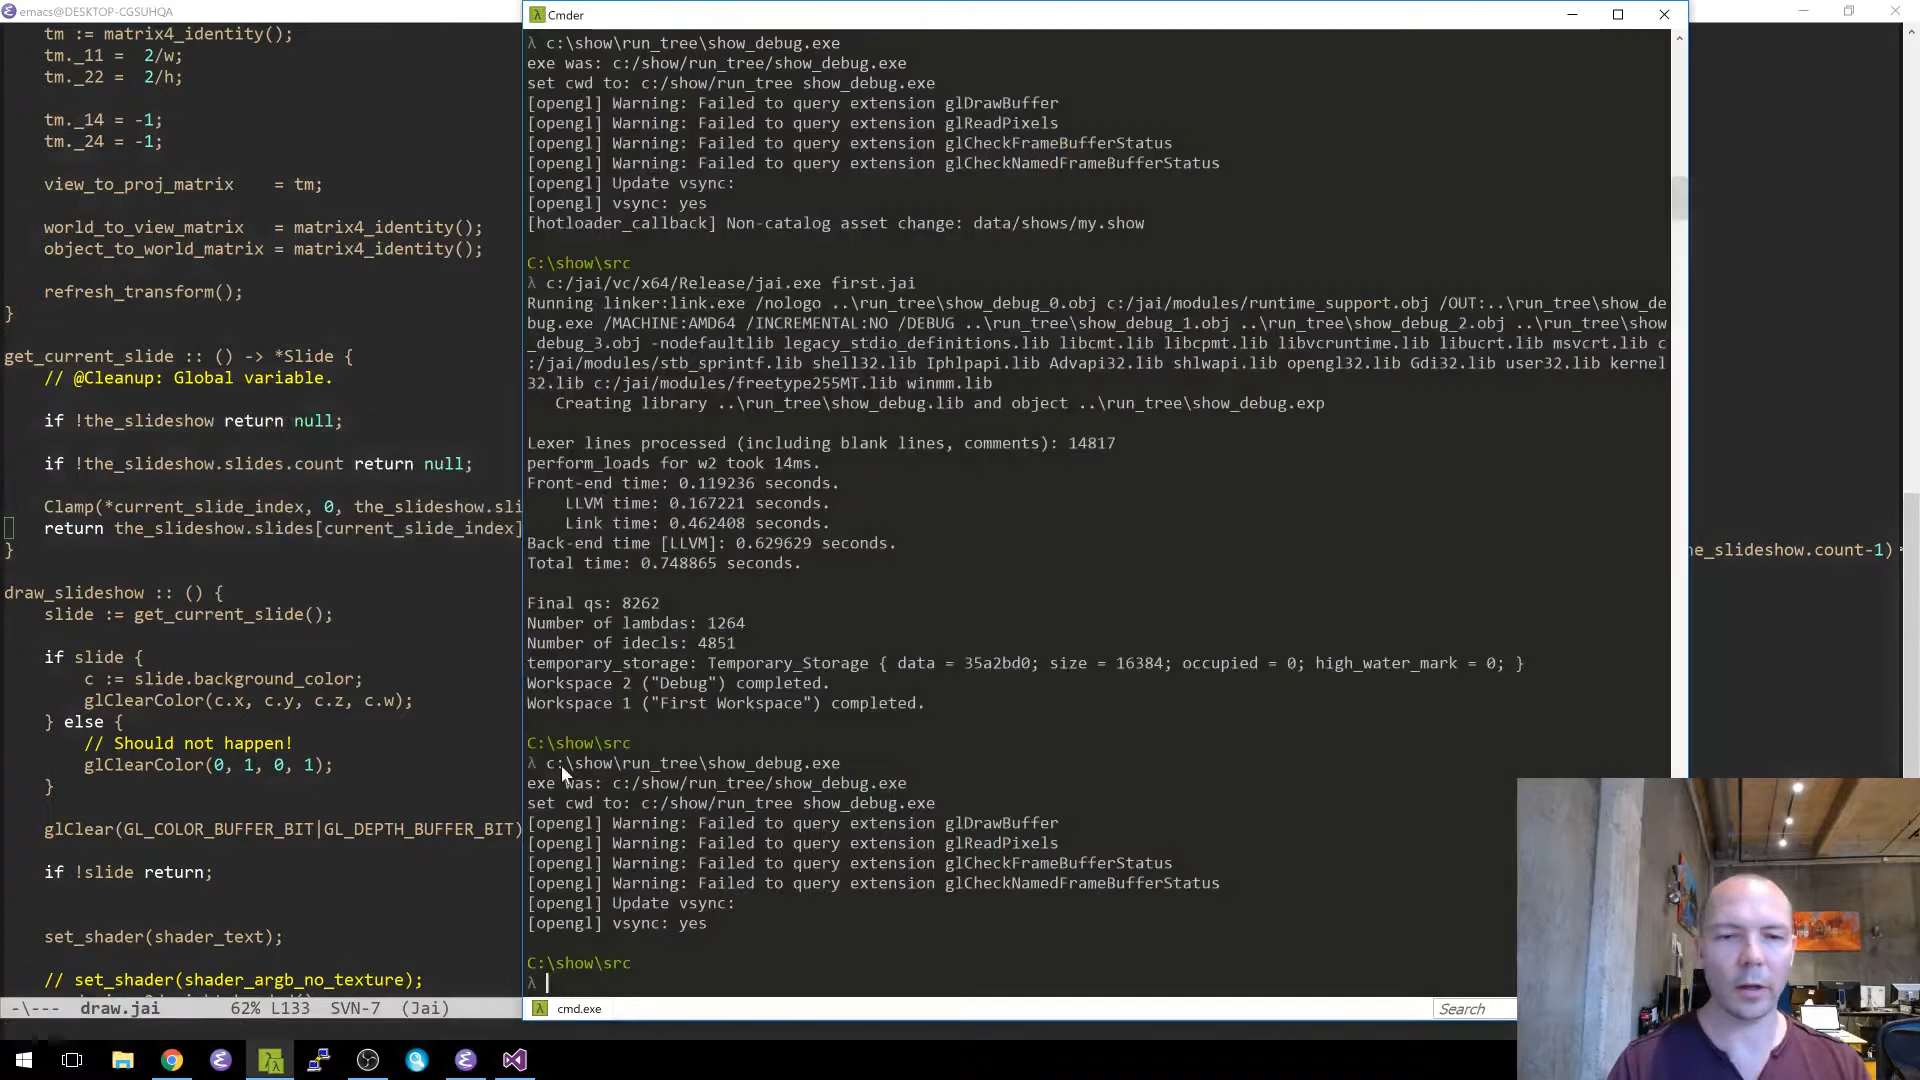 emacs@DESKTOP-CGSUHQA
tm := matrix4_identity();
tm._11 =  2/w;
tm._22 =  2/h;
tm._14 = -1;
tm._24 = -1;
view_to_proj_matrix    = tm;
world_to_view_matrix   = matrix4_identity();
object_to_world_matrix = matrix4_identity();
refresh_transform();
}
get_current_slide :: () -> *Slide {
// @Cleanup: Global variable.
if !the_slideshow return null;
if !the_slideshow.slides.count return null;
Clamp(*current_slide_index, 0, the_slideshow.sli
return the_slideshow.slides[current_slide_index]
}
draw_slideshow :: () {
slide := get_current_slide();
if slide {
c := slide.background_color;
glClearColor(c.x, c.y, c.z, c.w);
} else {
// Should not happen!
glClearColor(0, 1, 0, 1);
}
glClear(GL_COLOR_BUFFER_BIT|GL_DEPTH_BUFFER_BIT)
if !slide return;
set_shader(shader_text);
// set_shader(shader_argb_no_texture);
-\---  draw.jai       62% L133  SVN-7  (Jai)
Cmder
λ c:\show\run_tree\show_debug.exe
exe was: c:/show/run_tree/show_debug.exe
set cwd to: c:/show/run_tree show_debug.exe
[opengl] Warning: Failed to query extension glDrawBuffer
[opengl] Warning: Failed to query extension glReadPixels
[opengl] Warning: Failed to query extension glCheckFrameBufferStatus
[opengl] Warning: Failed to query extension glCheckNamedFrameBufferStatus
[opengl] Update vsync:
[opengl] vsync: yes
[hotloader_callback] Non-catalog asset change: data/shows/my.show
C:\show\src
λ c:/jai/vc/x64/Release/jai.exe first.jai
Running linker:link.exe /nologo ..\run_tree\show_debug_0.obj c:/jai/modules/runtime_support.obj /OUT:..\run_tree\show_de
bug.exe /MACHINE:AMD64 /INCREMENTAL:NO /DEBUG ..\run_tree\show_debug_1.obj ..\run_tree\show_debug_2.obj ..\run_tree\show
_debug_3.obj -nodefaultlib legacy_stdio_definitions.lib libcmt.lib libcpmt.lib libvcruntime.lib libucrt.lib msvcrt.lib c
:/jai/modules/stb_sprintf.lib shell32.lib Iphlpapi.lib Advapi32.lib shlwapi.lib opengl32.lib Gdi32.lib user32.lib kernel
32.lib c:/jai/modules/freetype255MT.lib winmm.lib
Creating library ..\run_tree\show_debug.lib and object ..\run_tree\show_debug.exp
Lexer lines processed (including blank lines, comments): 14817
perform_loads for w2 took 14ms.
Front-end time: 0.119236 seconds.
LLVM time: 0.167221 seconds.
Link time: 0.462408 seconds.
Back-end time [LLVM]: 0.629629 seconds.
Total time: 0.748865 seconds.
Final qs: 8262
Number of lambdas: 1264
Number of idecls: 4851
temporary_storage: Temporary_Storage { data = 35a2bd0; size = 16384; occupied = 0; high_water_mark = 0; }
Workspace 2 ("Debug") completed.
Workspace 1 ("First Workspace") completed.
C:\show\src
λ c:\show\run_tree\show_debug.exe
exe was: c:/show/run_tree/show_debug.exe
set cwd to: c:/show/run_tree show_debug.exe
[opengl] Warning: Failed to query extension glDrawBuffer
[opengl] Warning: Failed to query extension glReadPixels
[opengl] Warning: Failed to query extension glCheckFrameBufferStatus
[opengl] Warning: Failed to query extension glCheckNamedFrameBufferStatus
[opengl] Update vsync:
[opengl] vsync: yes
C:\show\src
λ
cmd.exe
Search
he_slideshow.count-1)